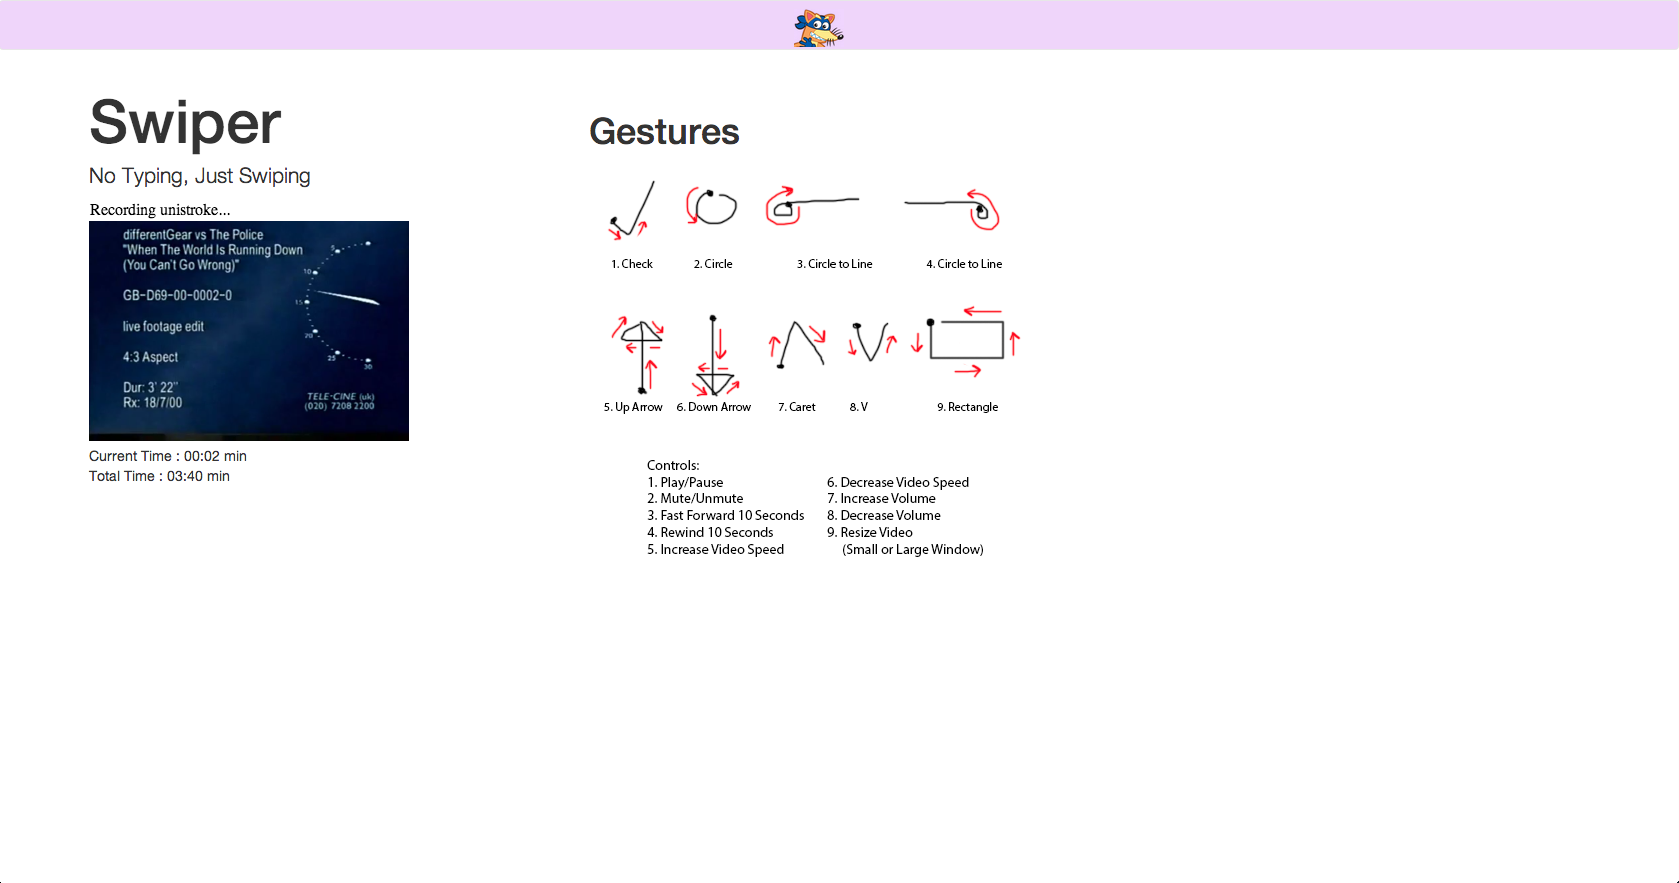 Swiper
No Typing, Just Swiping
Recording unistroke...
differentGear vs The Police
"When The World Is Running Down
(You Can't Go Wrong)"
GB-D69-00-0002-0
live footage edit
4:3 Aspect
Dur: 3' 22"
Rx: 18/7/00
5
10
15
20
25
30
TELE-CINE (uk)
(020) 7208 2200
Current Time : 00:02 min
Total Time : 03:40 min
Gestures
1. Check
2. Circle
3. Circle to Line
4. Circle to Line
5. Up Arrow
6. Down Arrow
7. Caret
8. V
9. Rectangle
Controls:
1. Play/Pause
2. Mute/Unmute
3. Fast Forward 10 Seconds
4. Rewind 10 Seconds
5. Increase Video Speed
6. Decrease Video Speed
7. Increase Volume
8. Decrease Volume
9. Resize Video
(Small or Large Window)